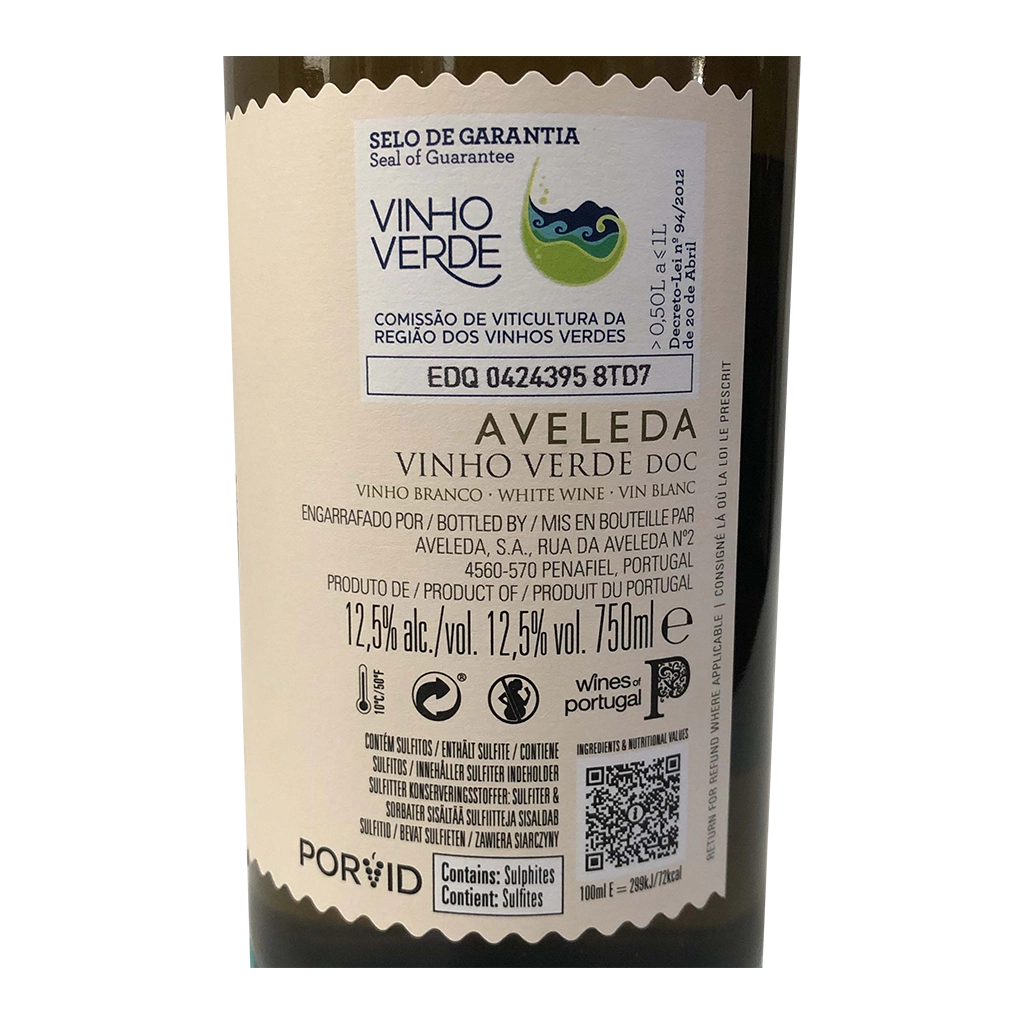 SELO DE GARANTIA
Seal of Guarantee
VINHO
VERDE
COMISSÃO DE VITICULTURA DA
REGIÃO DOS VINHOS VERDES
> 0,50L a ≤ 1L
Decreto-Lei nº 94/2012
de 20 de Abril
EDQ 0424395 8TD7
AVELEDA
VINHO VERDE DOC
VINHO BRANCO · WHITE WINE · VIN BLANC
ENGARRAFADO POR / BOTTLED BY / MIS EN BOUTEILLE PAR
AVELEDA, S.A., RUA DA AVELEDA Nº2
4560-570 PENAFIEL, PORTUGAL
PRODUTO DE / PRODUCT OF / PRODUIT DU PORTUGAL
12,5% alc./vol. 12,5% vol. 750ml e
10°C/50°F
®
wines of
portugal
P
CONTÉM SULFITOS / ENTHÄLT SULFITE / CONTIENE
SULFITOS / INNEHÅLLER SULFITER INDEHOLDER
SULFITTER KONSERVERINGSSTOFFER: SULFITER &
SORBATER SISÄLTÄÄ SULFIITTEJA SISALDAB
SULFITID / BEVAT SULFIETEN / ZAWIERA SIARCZYNY
INGREDIENTS & NUTRITIONAL VALUES
i
100ml E = 299kJ/72kcal
PORVID
Contains: Sulphites
Contient: Sulfites
RETURN FOR REFUND WHERE APPLICABLE | CONSIGNÉ LÀ OÙ LA LOI LE PRESCRIT